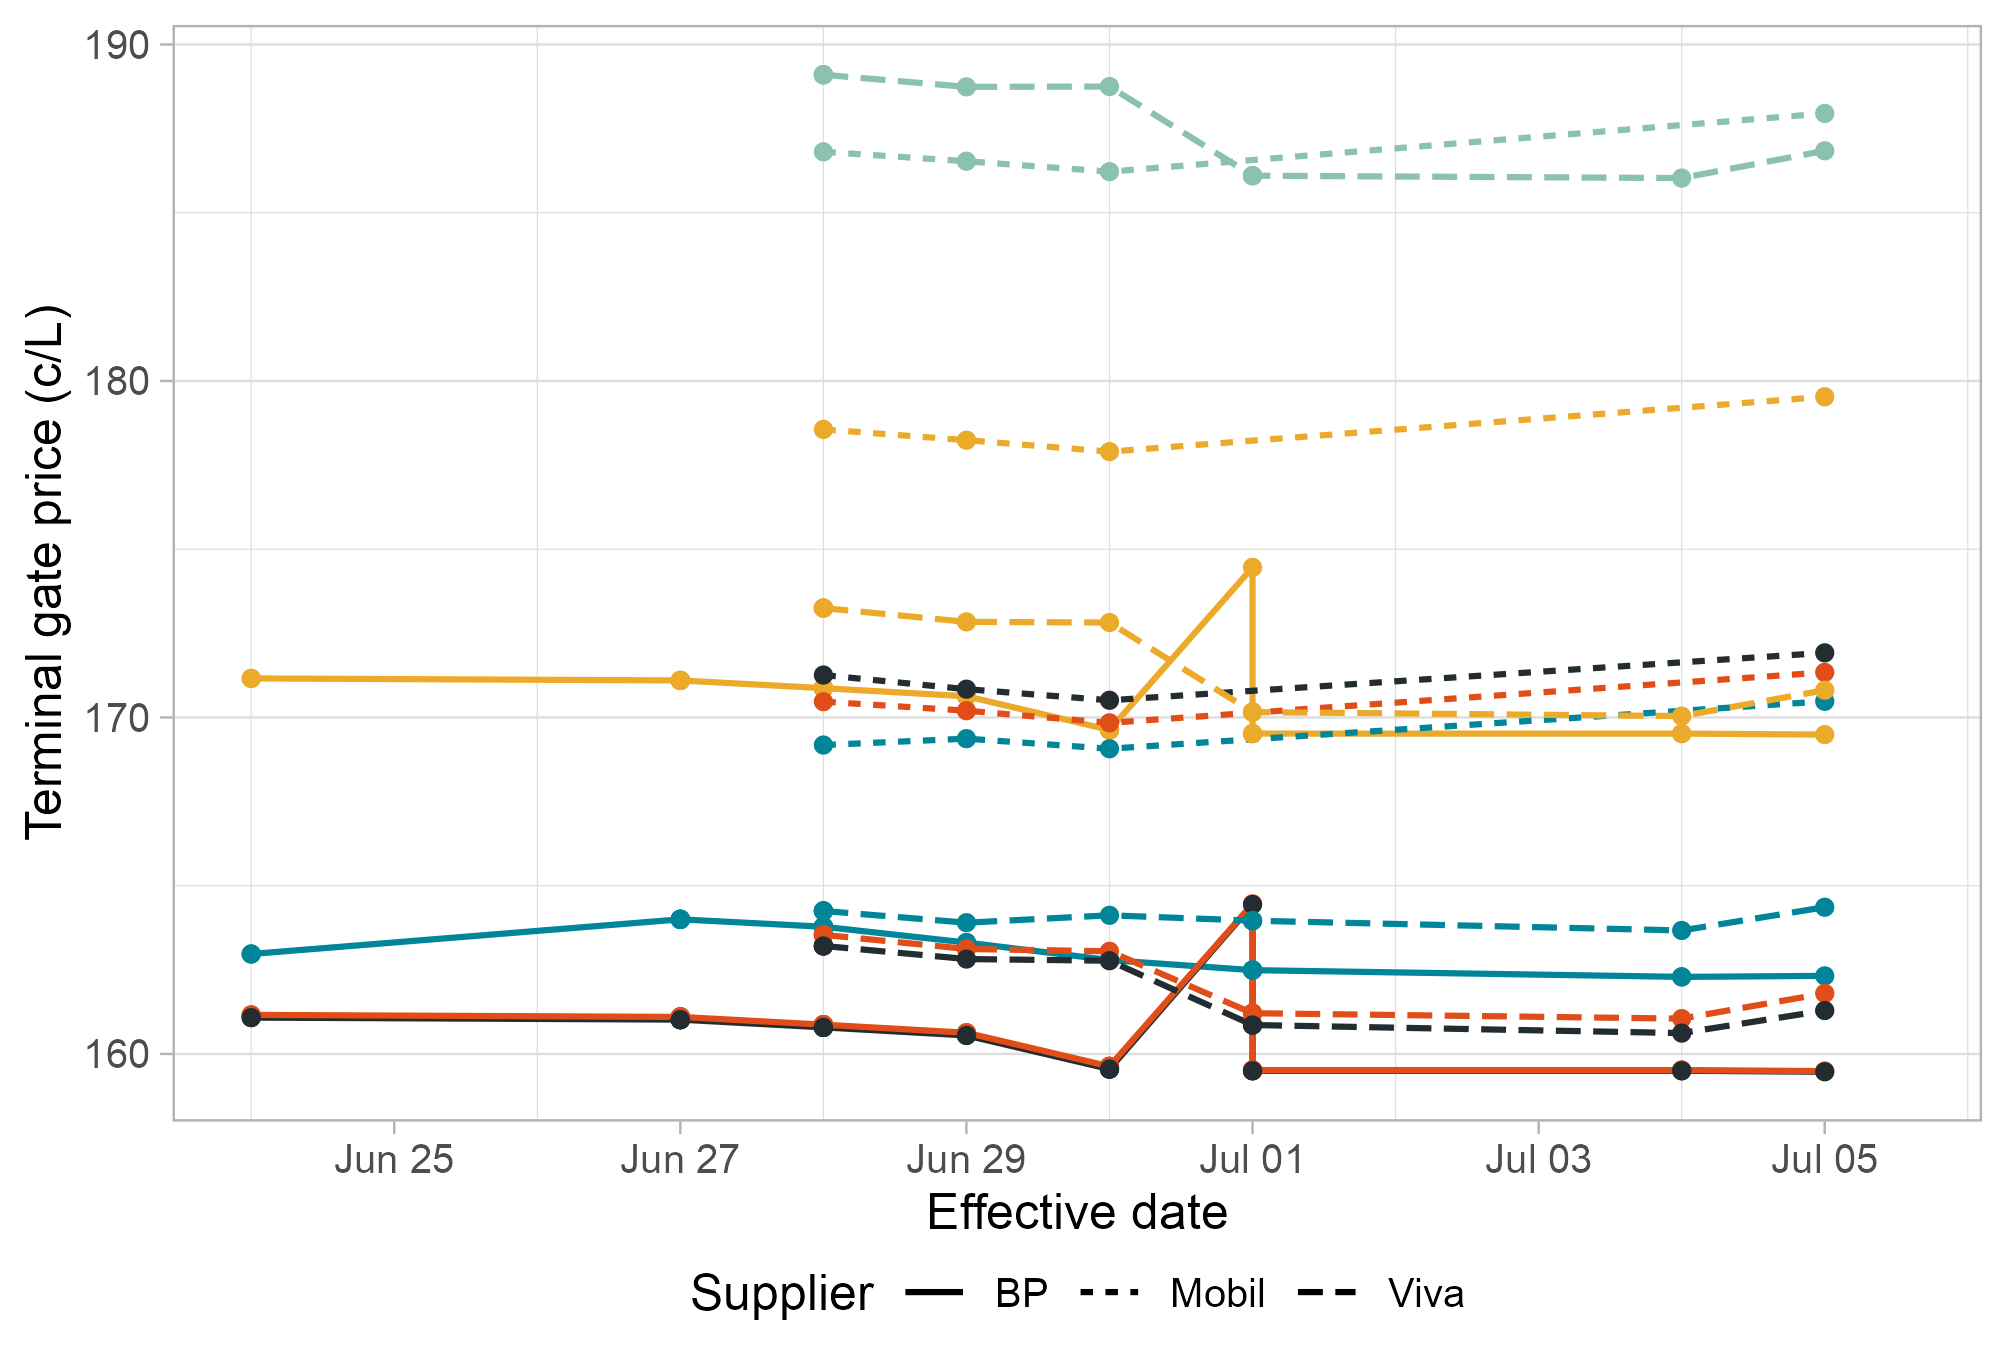 190
180
170
160
Terminal gate price (c/L)
Jun 25 Jun 27 Jun 29 Jul 01 Jul 03 Jul 05
Effective date
Supplier BP Mobil Viva